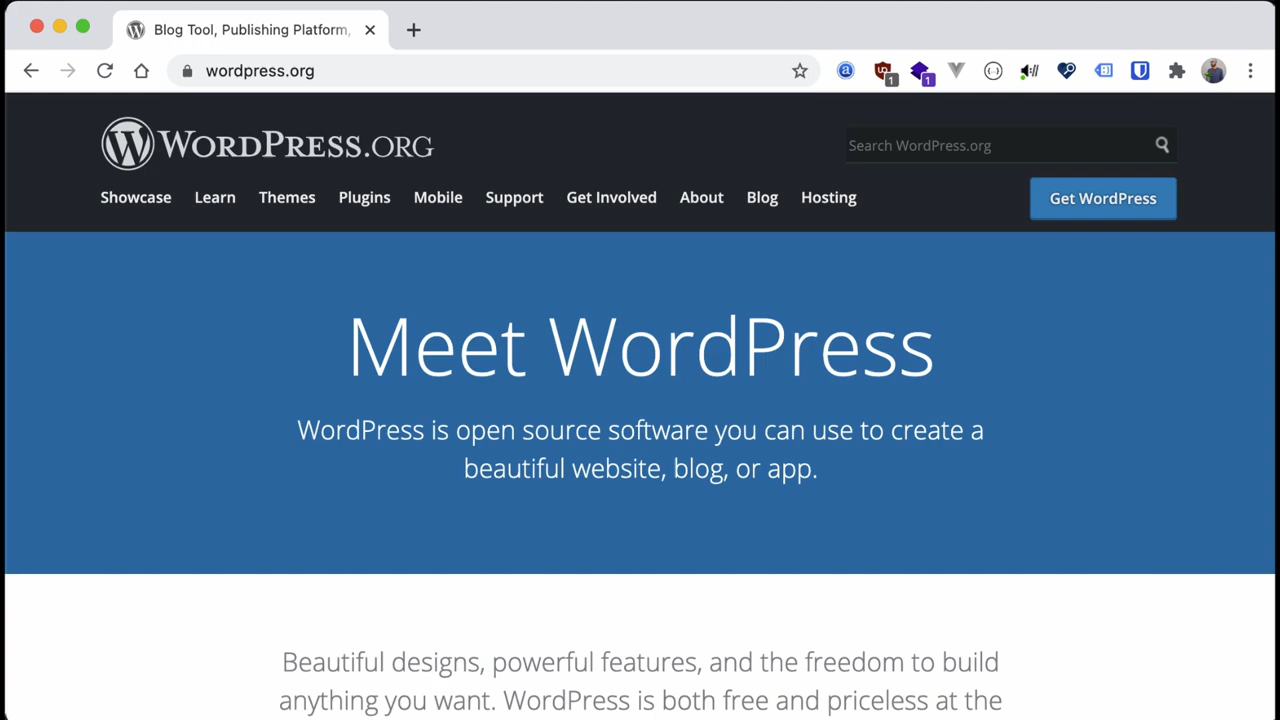 Blog Tool, Publishing Platform,
wordpress.org
1
1
WORDPRESS.ORG
Search WordPress.org
Showcase Learn Themes Plugins Mobile Support Get Involved About Blog Hosting
Get WordPress
Meet WordPress
WordPress is open source software you can use to create a
beautiful website, blog, or app.
Beautiful designs, powerful features, and the freedom to build
anything you want. WordPress is both free and priceless at the